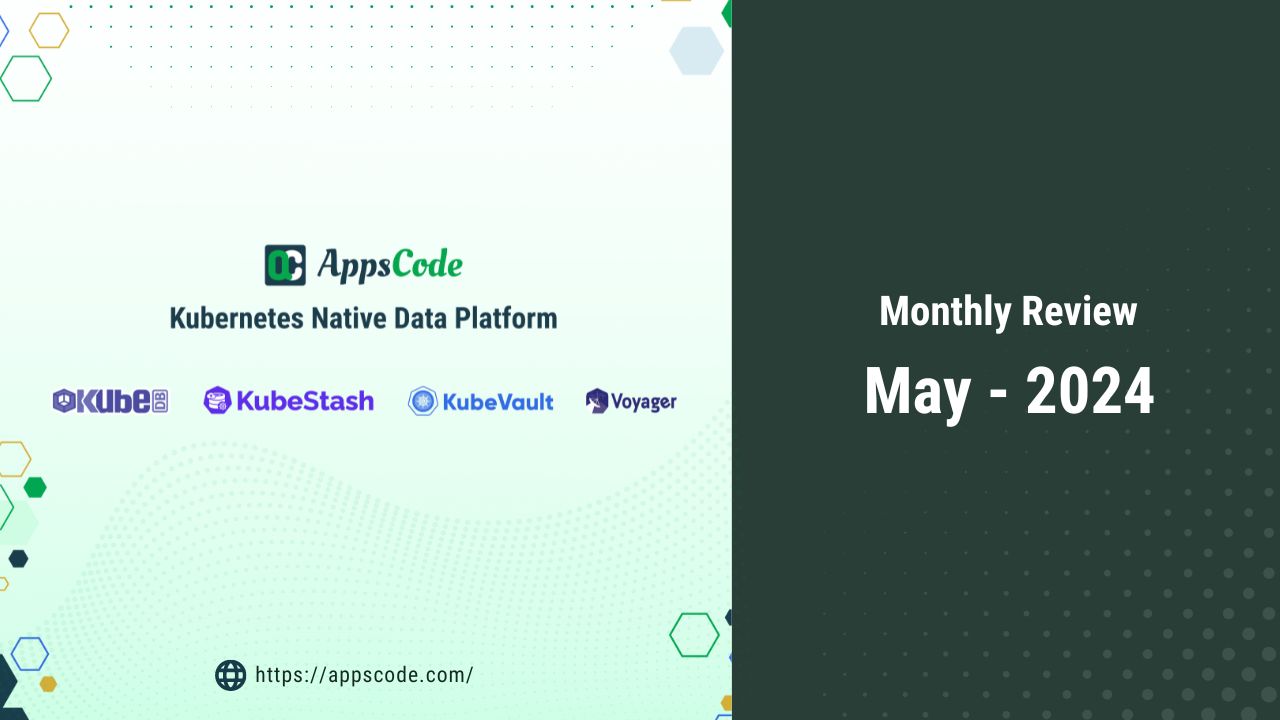 AppsCode
Kubernetes Native Data Platform
KubeDB KubeStash KubeVault Voyager
https://appscode.com/
Monthly Review
May - 2024